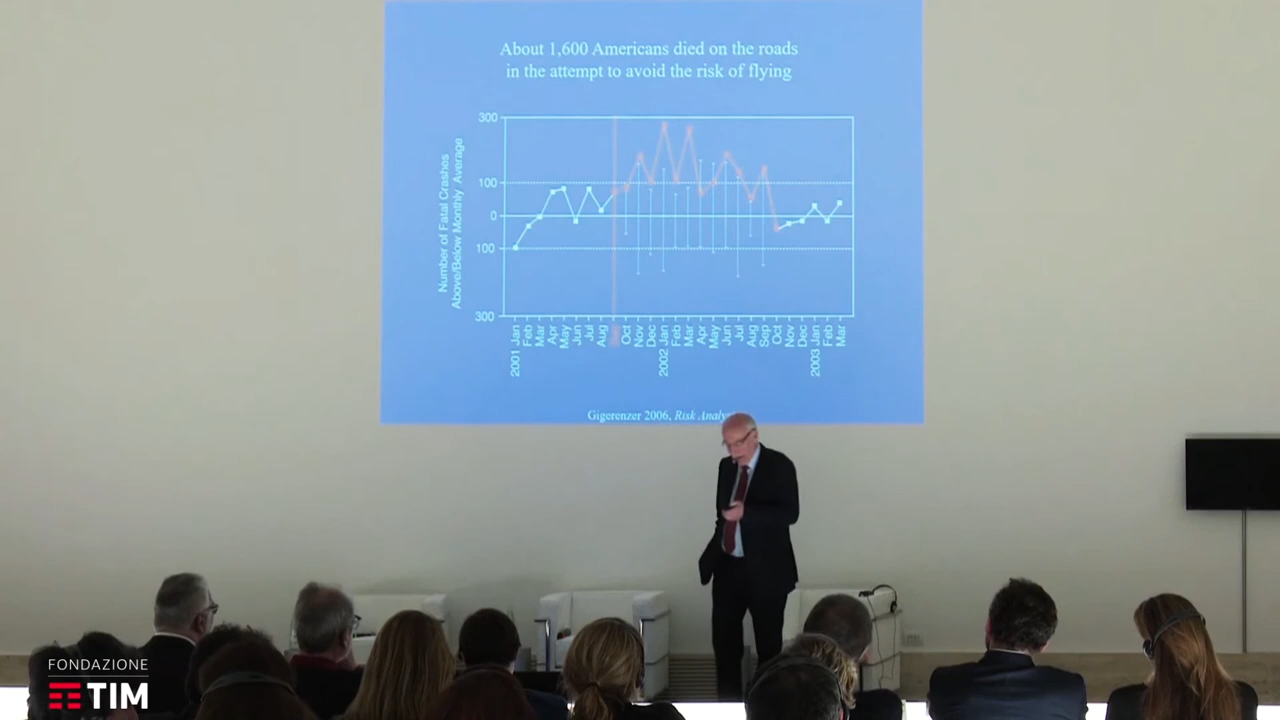 About 1,600 Americans died on the roads
in the attempt to avoid the risk of flying
Number of Fatal Crashes
Above/Below Monthly Average
300
100
0
100
300
2001 Jan
Feb
Mar
Apr
May
Jun
Jul
Aug
Oct
Nov
Dec
2002 Jan
Feb
Mar
Apr
May
Jun
Jul
Aug
Sep
Oct
Nov
Dec
2003 Jan
Feb
Mar
Gigerenzer 2006, Risk
FONDAZIONE
TIM